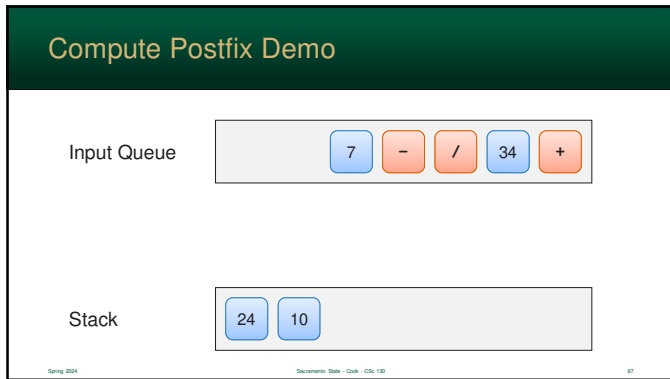 Compute Postfix Demo
Input Queue 7 - / 34 +
Stack 24 10
Spring 2024 Sacramento State - Cook - CSc 130 67